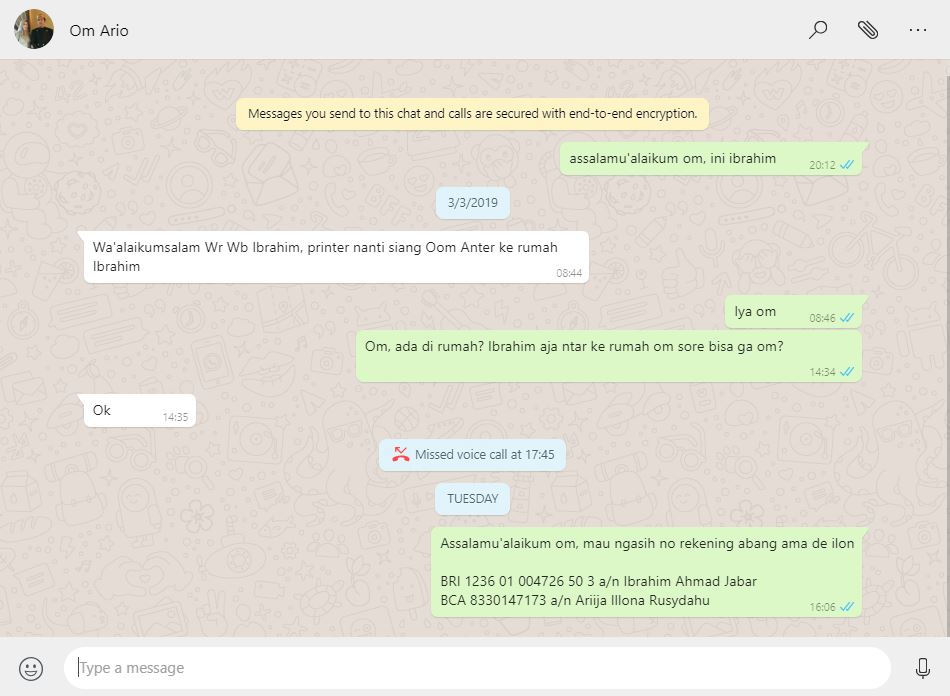 Om Ario
Messages you send to this chat and calls are secured with end-to-end encryption.
assalamu'alaikum om, ini ibrahim
20:12
3/3/2019
Wa'alaikumsalam Wr Wb Ibrahim, printer nanti siang Oom Anter ke rumah
Ibrahim
08:44
Iya om
08:46
Om, ada di rumah? Ibrahim aja ntar ke rumah om sore bisa ga om?
14:34
Ok
14:35
Missed voice call at 17:45
TUESDAY
Assalamu'alaikum om, mau ngasih no rekening abang ama de ilon
BRI 1236 01 004726 50 3 a/n Ibrahim Ahmad Jabar
BCA 8330147173 a/n Ariija Illona Rusydahu
16:06
Type a message